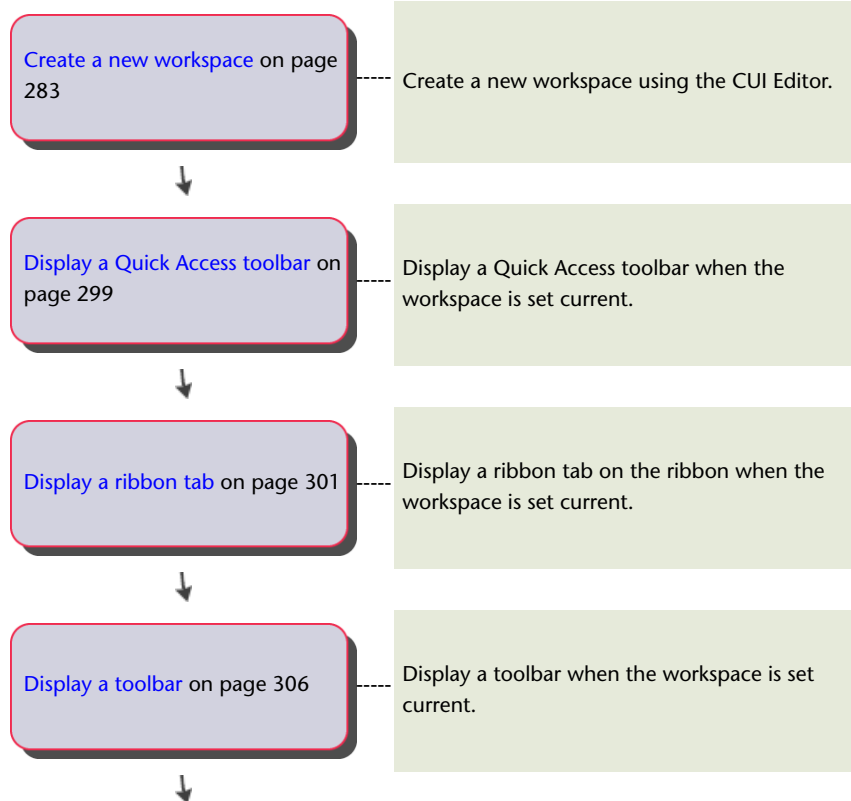 Create a new workspace on page
283
Create a new workspace using the CUI Editor.
Display a Quick Access toolbar on
page 299
Display a Quick Access toolbar when the
workspace is set current.
Display a ribbon tab on page 301
Display a ribbon tab on the ribbon when the
workspace is set current.
Display a toolbar on page 306
Display a toolbar when the workspace is set
current.